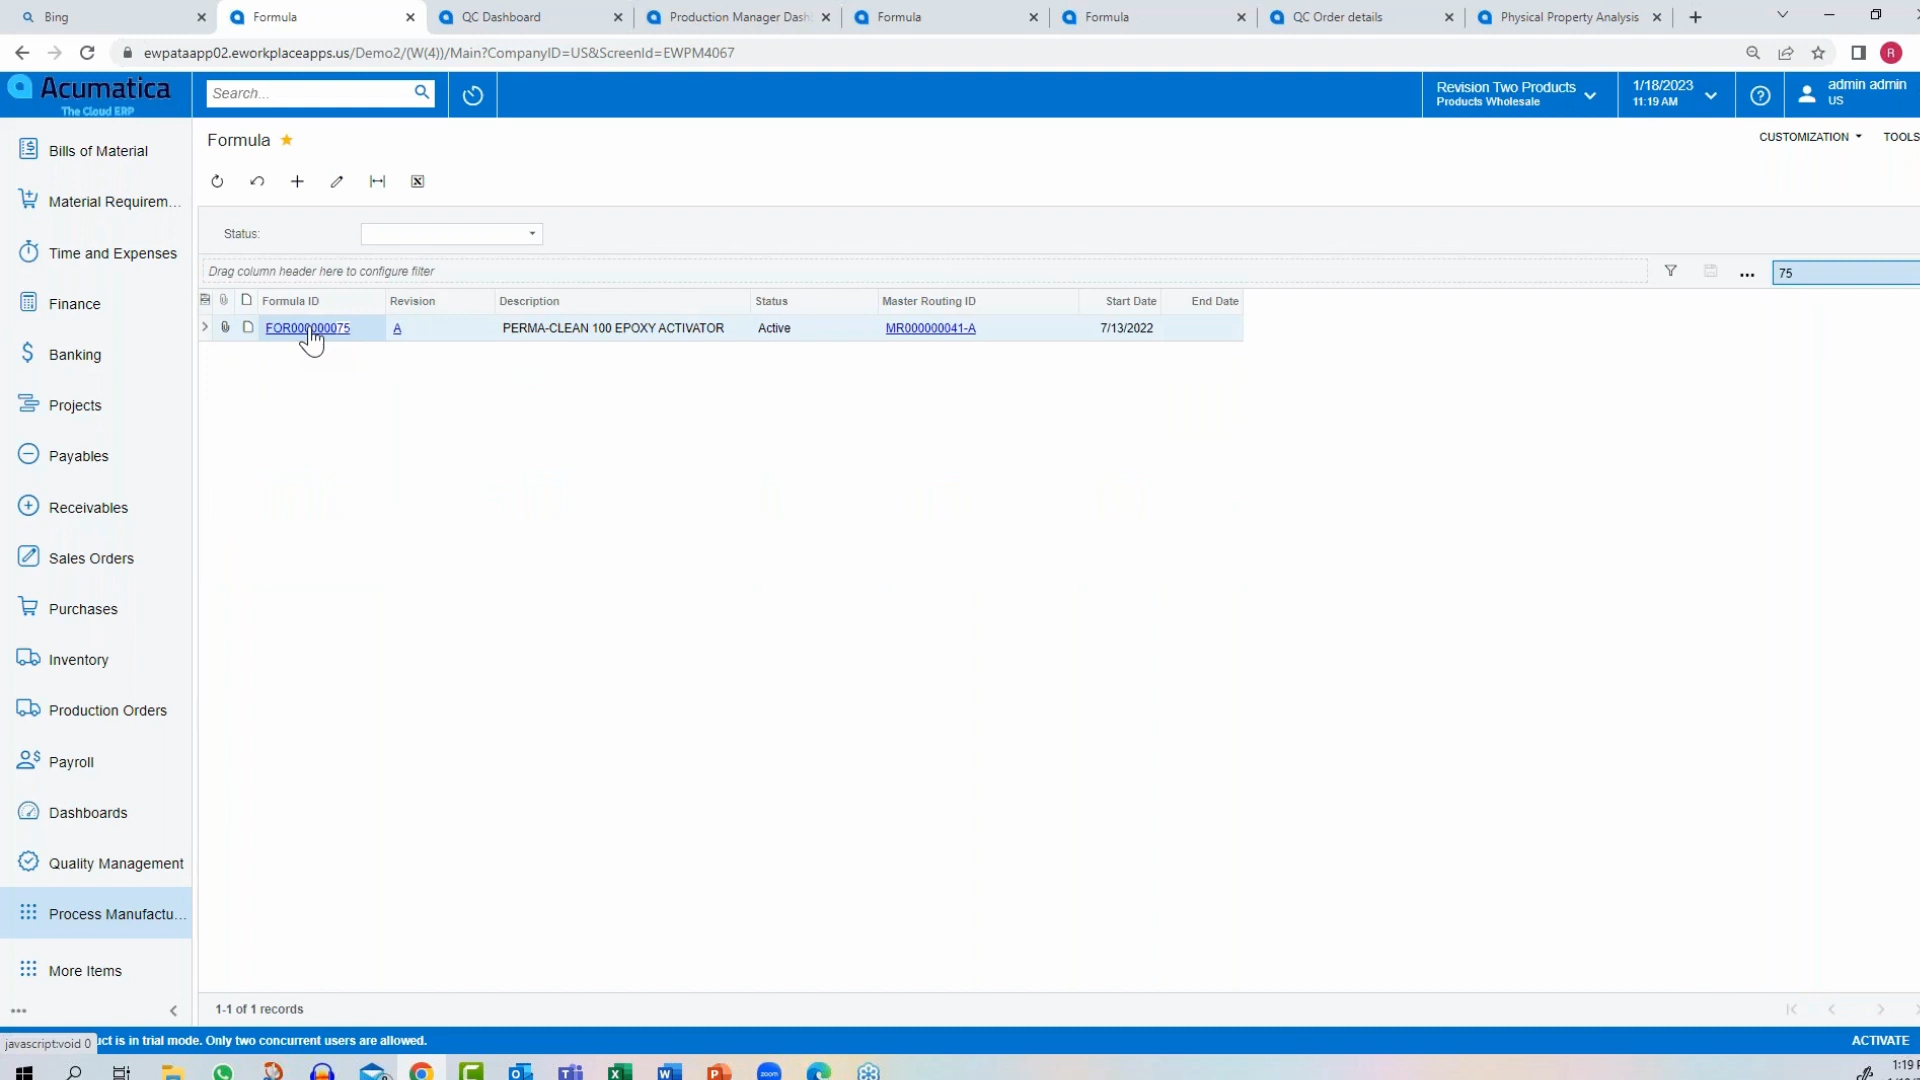 Bing
Formula
QC Dashboard
Production Manager Dash
Formula
Formula
QC Order details
Physical Property Analysis
ewpataapp02.eworkplaceapps.us/Demo2/(W(4))/Main?CompanyID=US&ScreenId=EWPM4067
R
Acumatica
The Cloud ERP
Search...
Revision Two Products
Products Wholesale
1/18/2023
11:19 AM
admin admin
US
Bills of Material
Material Requirem...
Time and Expenses
Finance
Banking
Projects
Payables
Receivables
Sales Orders
Purchases
Inventory
Production Orders
Payroll
Dashboards
Quality Management
Process Manufactu...
More Items
Formula
CUSTOMIZATION
TOOLS
Status:
Drag column header here to configure filter
75
Formula ID Revision Description Status Master Routing ID Start Date End Date
FOR000000075 A PERMA-CLEAN 100 EPOXY ACTIVATOR Active MR000000041-A 7/13/2022
1-1 of 1 records
javascript:void 0
uct is in trial mode. Only two concurrent users are allowed.
ACTIVATE
zoom
1:19